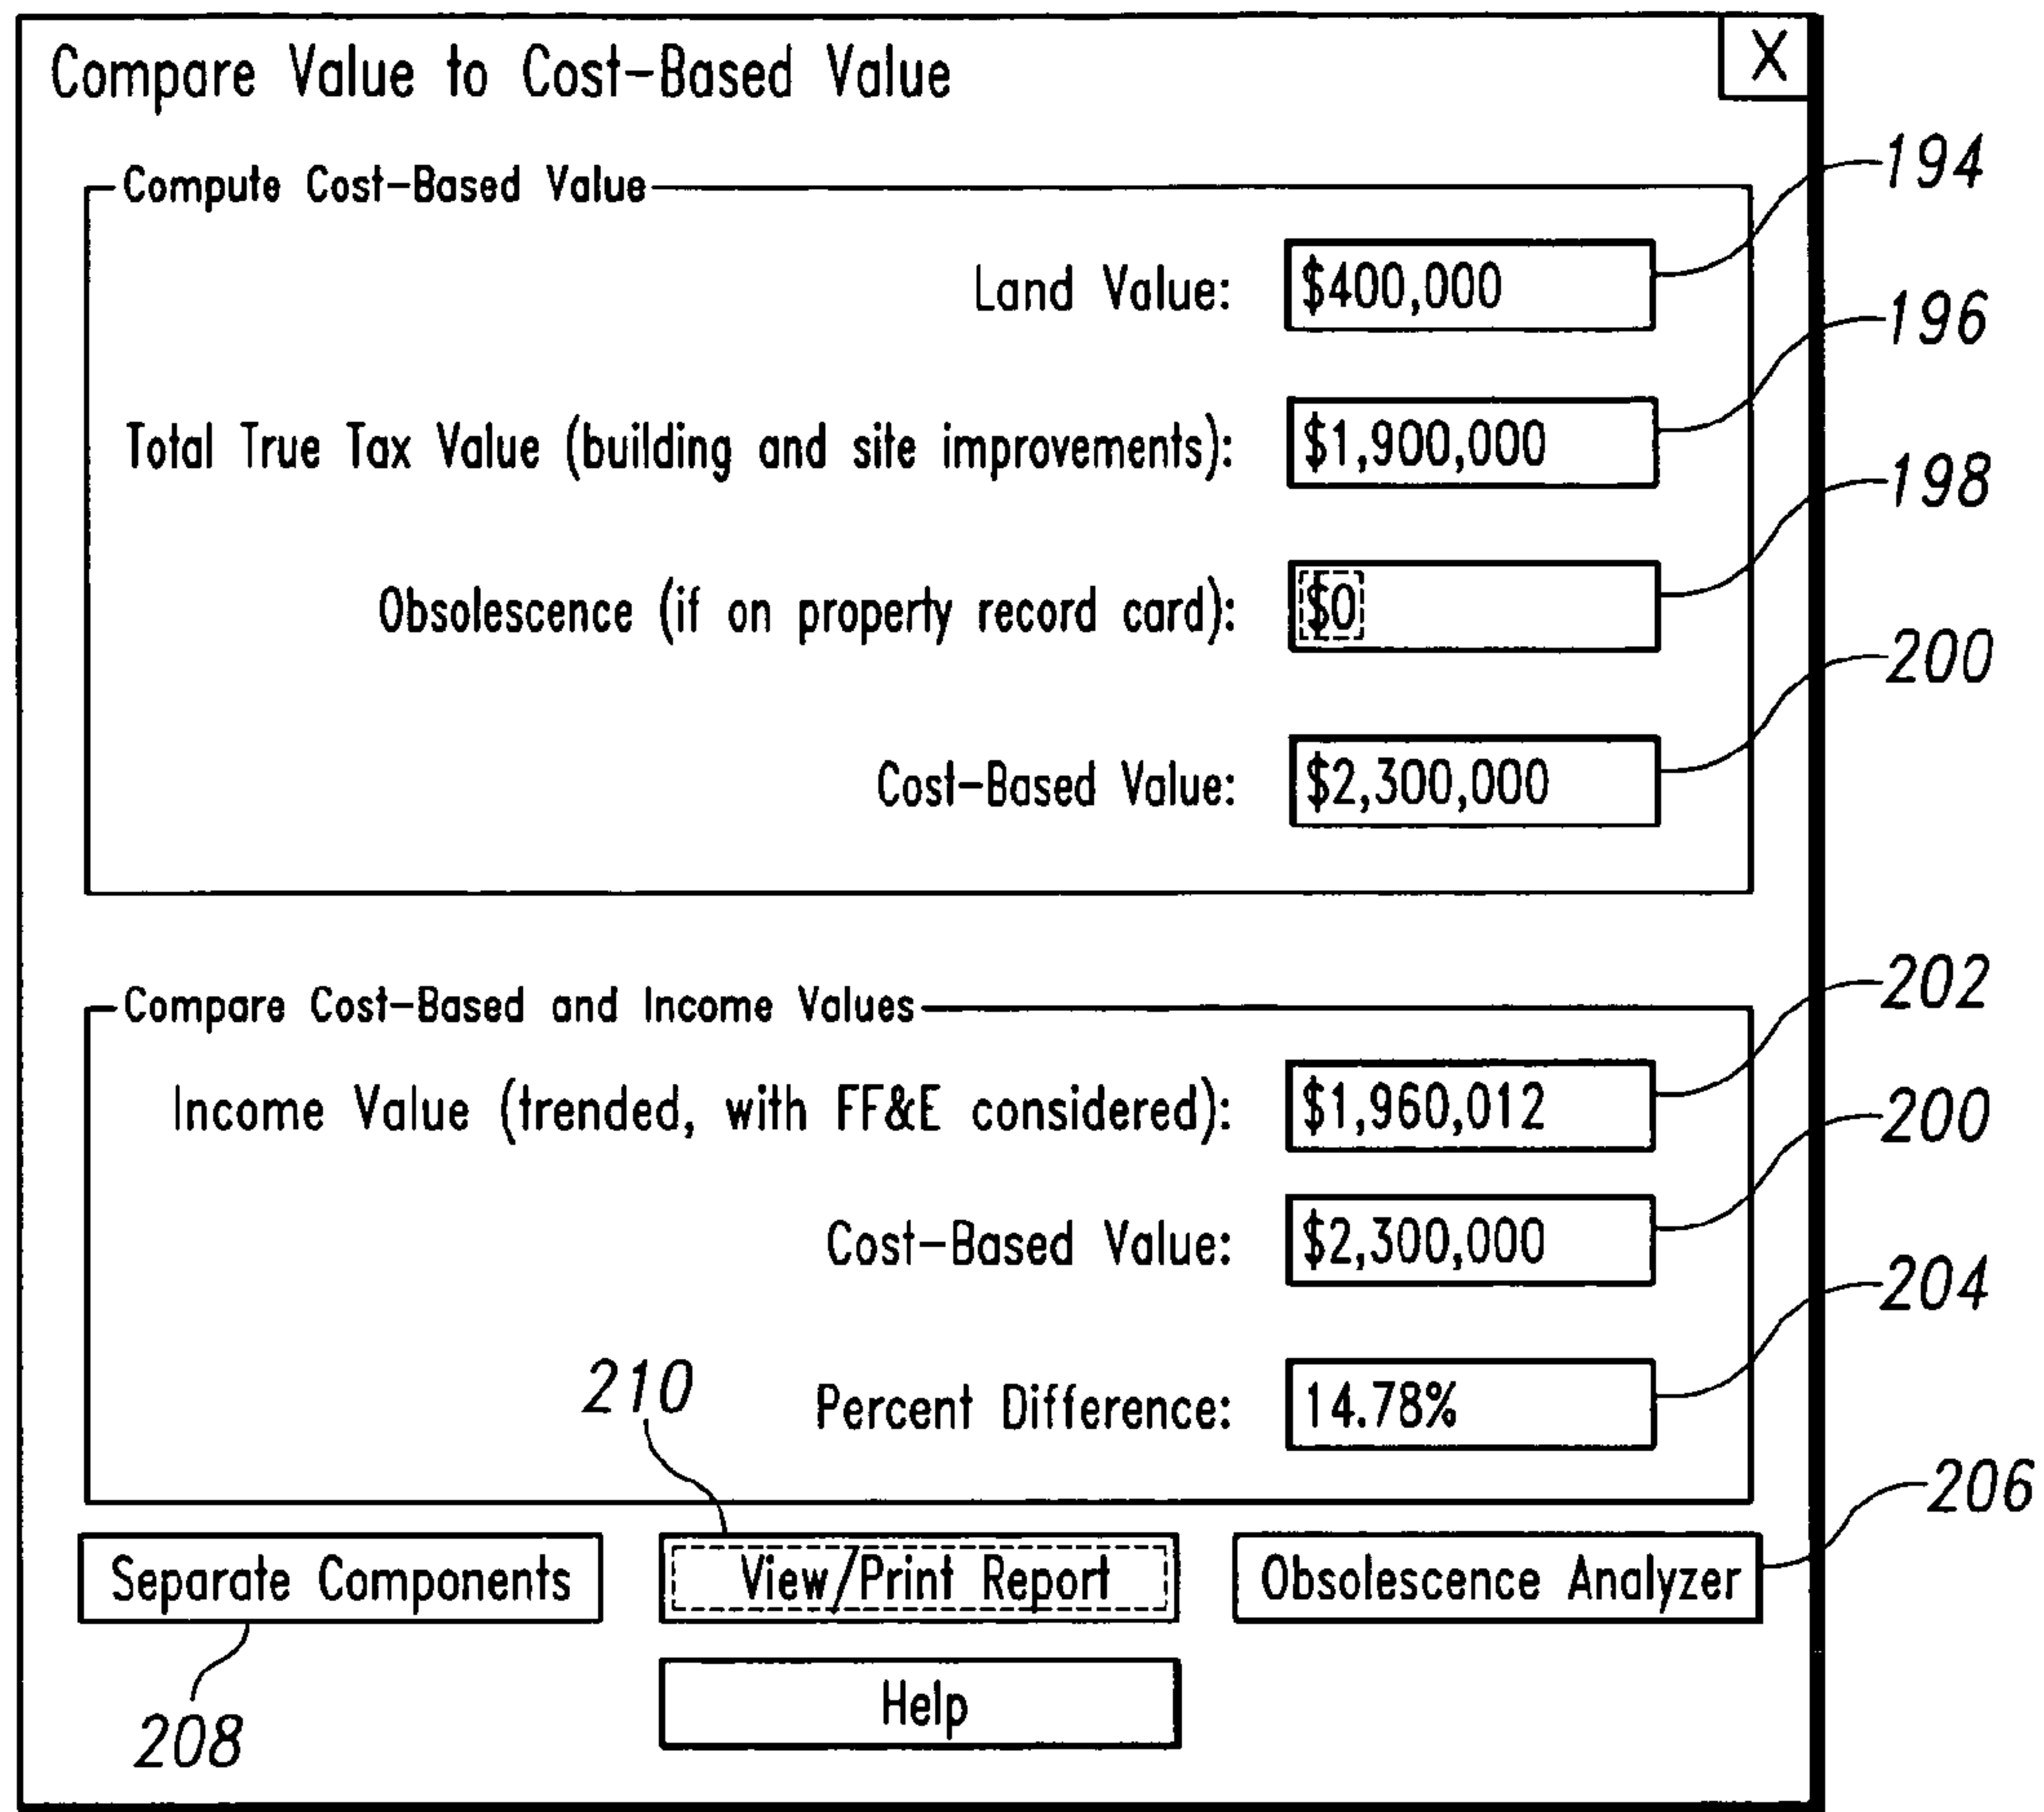 Compare Value to Cost-Based Value X
Compute Cost-Based Value
194
Land Value: $400,000
196
Total True Tax Value (building and site improvements): $1,900,000
198
Obsolescence (if on property record card): $0
200
Cost-Based Value: $2,300,000
Compare Cost-Based and Income Values
202
Income Value (trended, with FF&E considered): $1,960,012
200
Cost-Based Value: $2,300,000
204
210
Percent Difference: 14.78%
206
Separate Components View/Print Report Obsolescence Analyzer
Help
208